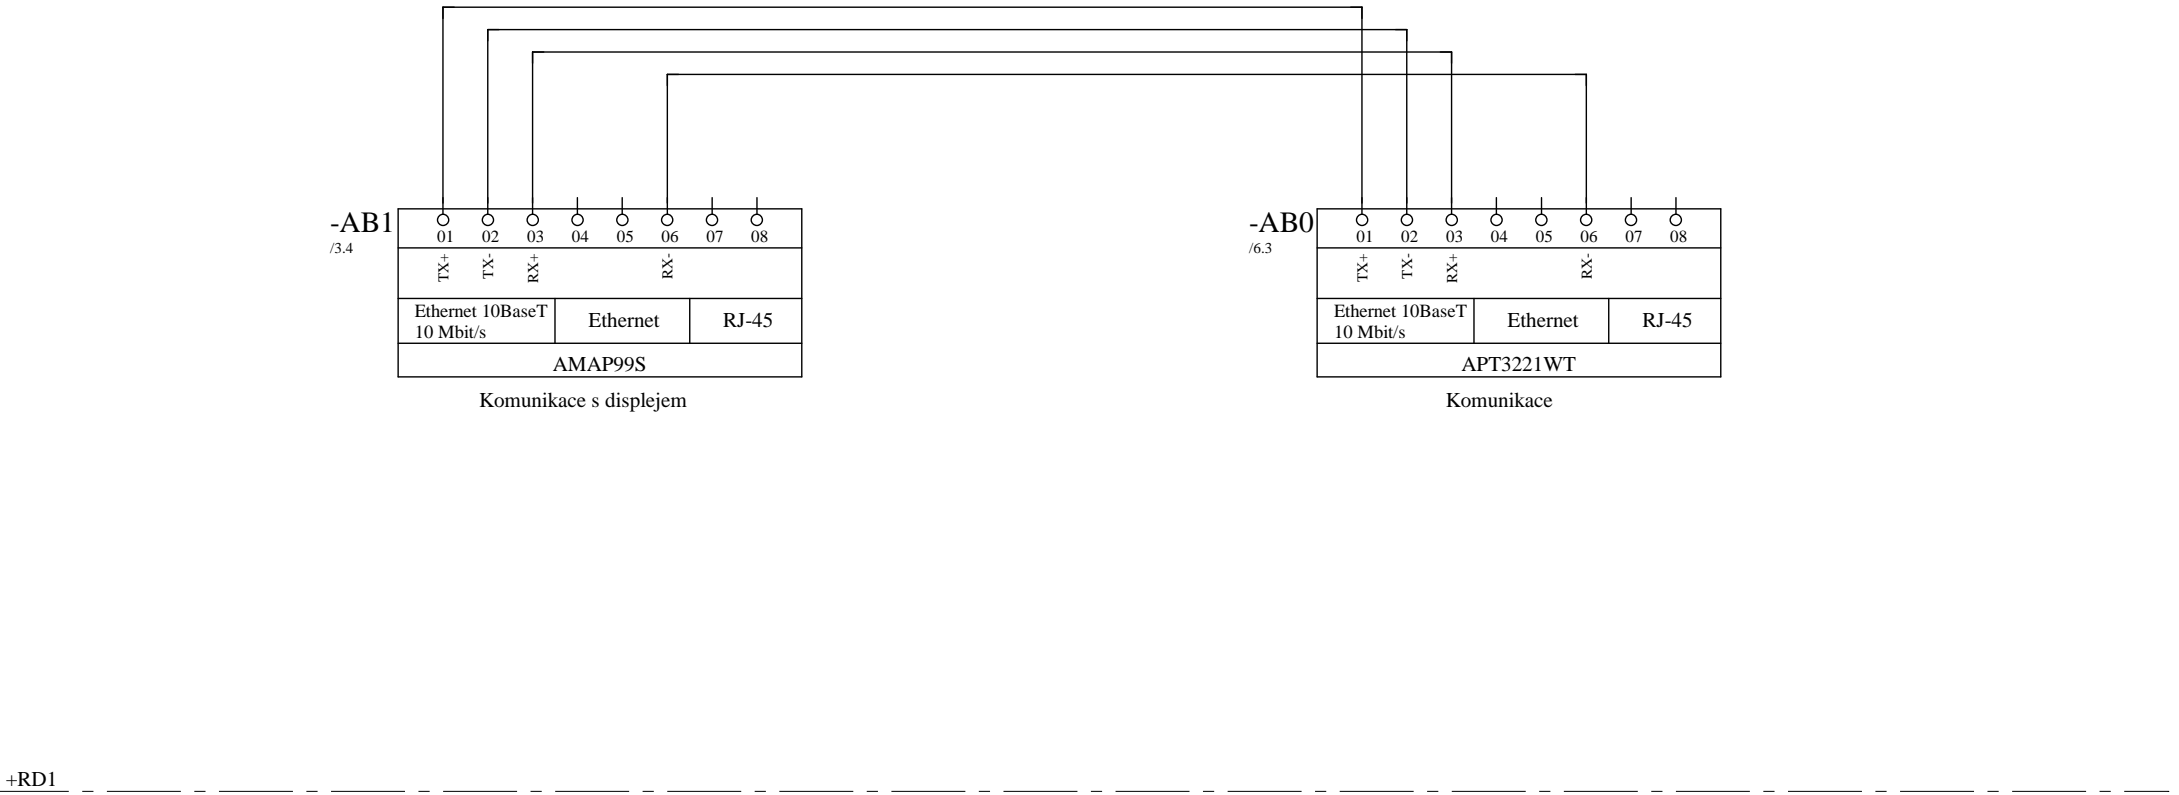 -AB1
/3.4
01 02 03 04 05 06 07 08
TX+ TX- RX+ RX-
Ethernet 10BaseT
10 Mbit/s
Ethernet
RJ-45
AMAP99S
Komunikace s displejem
-AB0
/6.3
01 02 03 04 05 06 07 08
TX+ TX- RX+ RX-
Ethernet 10BaseT
10 Mbit/s
Ethernet
RJ-45
APT3221WT
Komunikace
+RD1